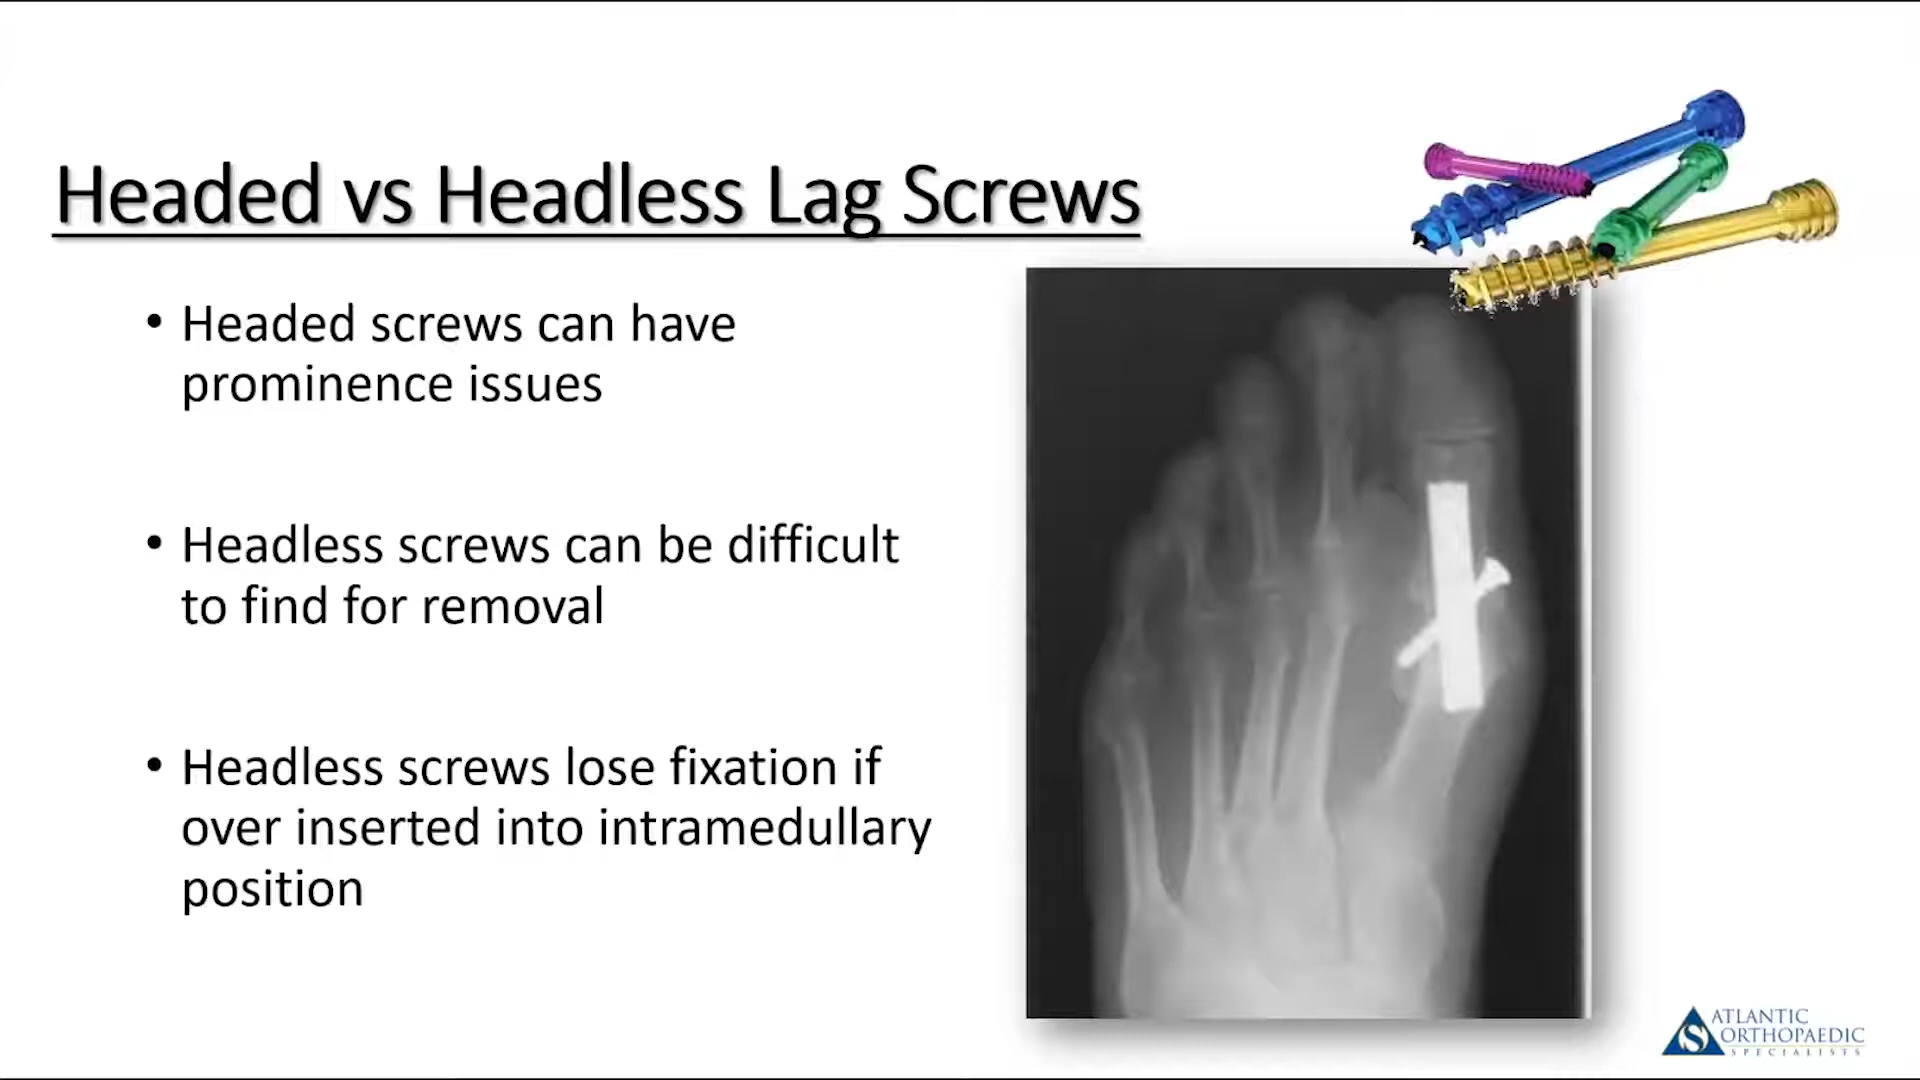 Headed vs Headless Lag Screws
• Headed screws can have
prominence issues
• Headless screws can be difficult
to find for removal
• Headless screws lose fixation if
over inserted into intramedullary
position
ATLANTIC
ORTHOPAEDIC
SPECIALISTS